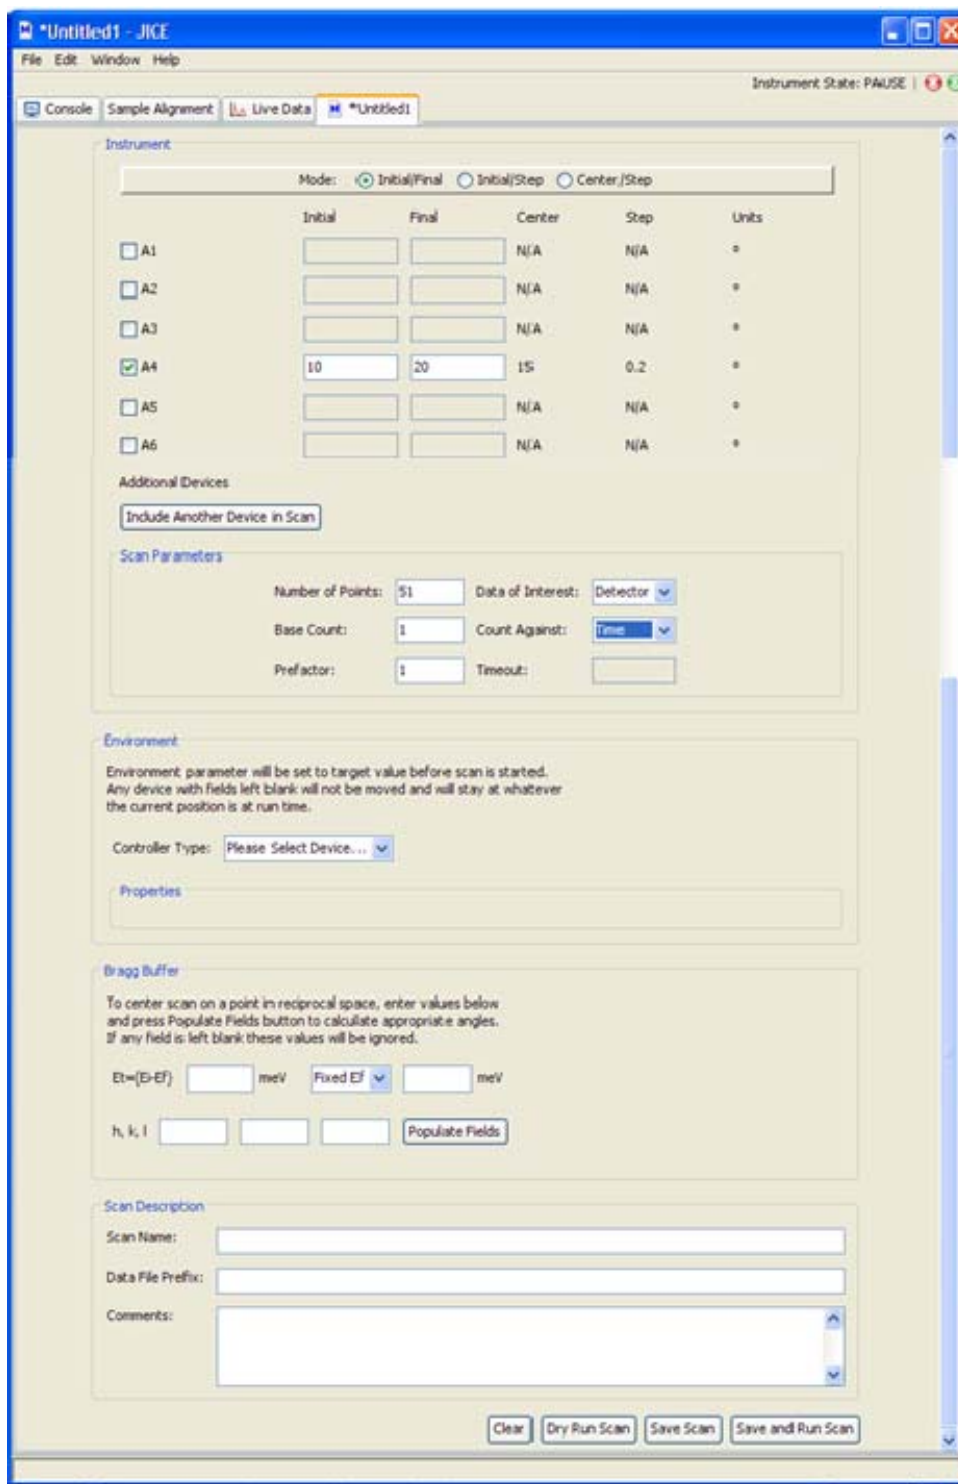 *Untitled1 - JICE
File Edit Window Help
Instrument State: PAUSE |
Console Sample Alignment Live Data *Untitled1
Instrument
Mode: Initial/Final Initial/Step Center/Step
Initial Final Center Step Units
A1 N/A N/A °
A2 N/A N/A °
A3 N/A N/A °
A4 10 20 15 0.2 °
A5 N/A N/A °
A6 N/A N/A °
Additional Devices
Include Another Device in Scan
Scan Parameters
Number of Points: 51 Data of Interest: Detector
Base Count: 1 Count Against: Time
Prefactor: 1 Timeout:
Environment
Environment parameter will be set to target value before scan is started.
Any device with fields left blank will not be moved and will stay at whatever
the current position is at run time.
Controller Type: Please Select Device...
Properties
Bragg Buffer
To center scan on a point in reciprocal space, enter values below
and press Populate Fields button to calculate appropriate angles.
If any field is left blank these values will be ignored.
Et=(Ei-Ef) meV Fixed Ef meV
h, k, l Populate Fields
Scan Description
Scan Name:
Data File Prefix:
Comments:
Clear Dry Run Scan Save Scan Save and Run Scan